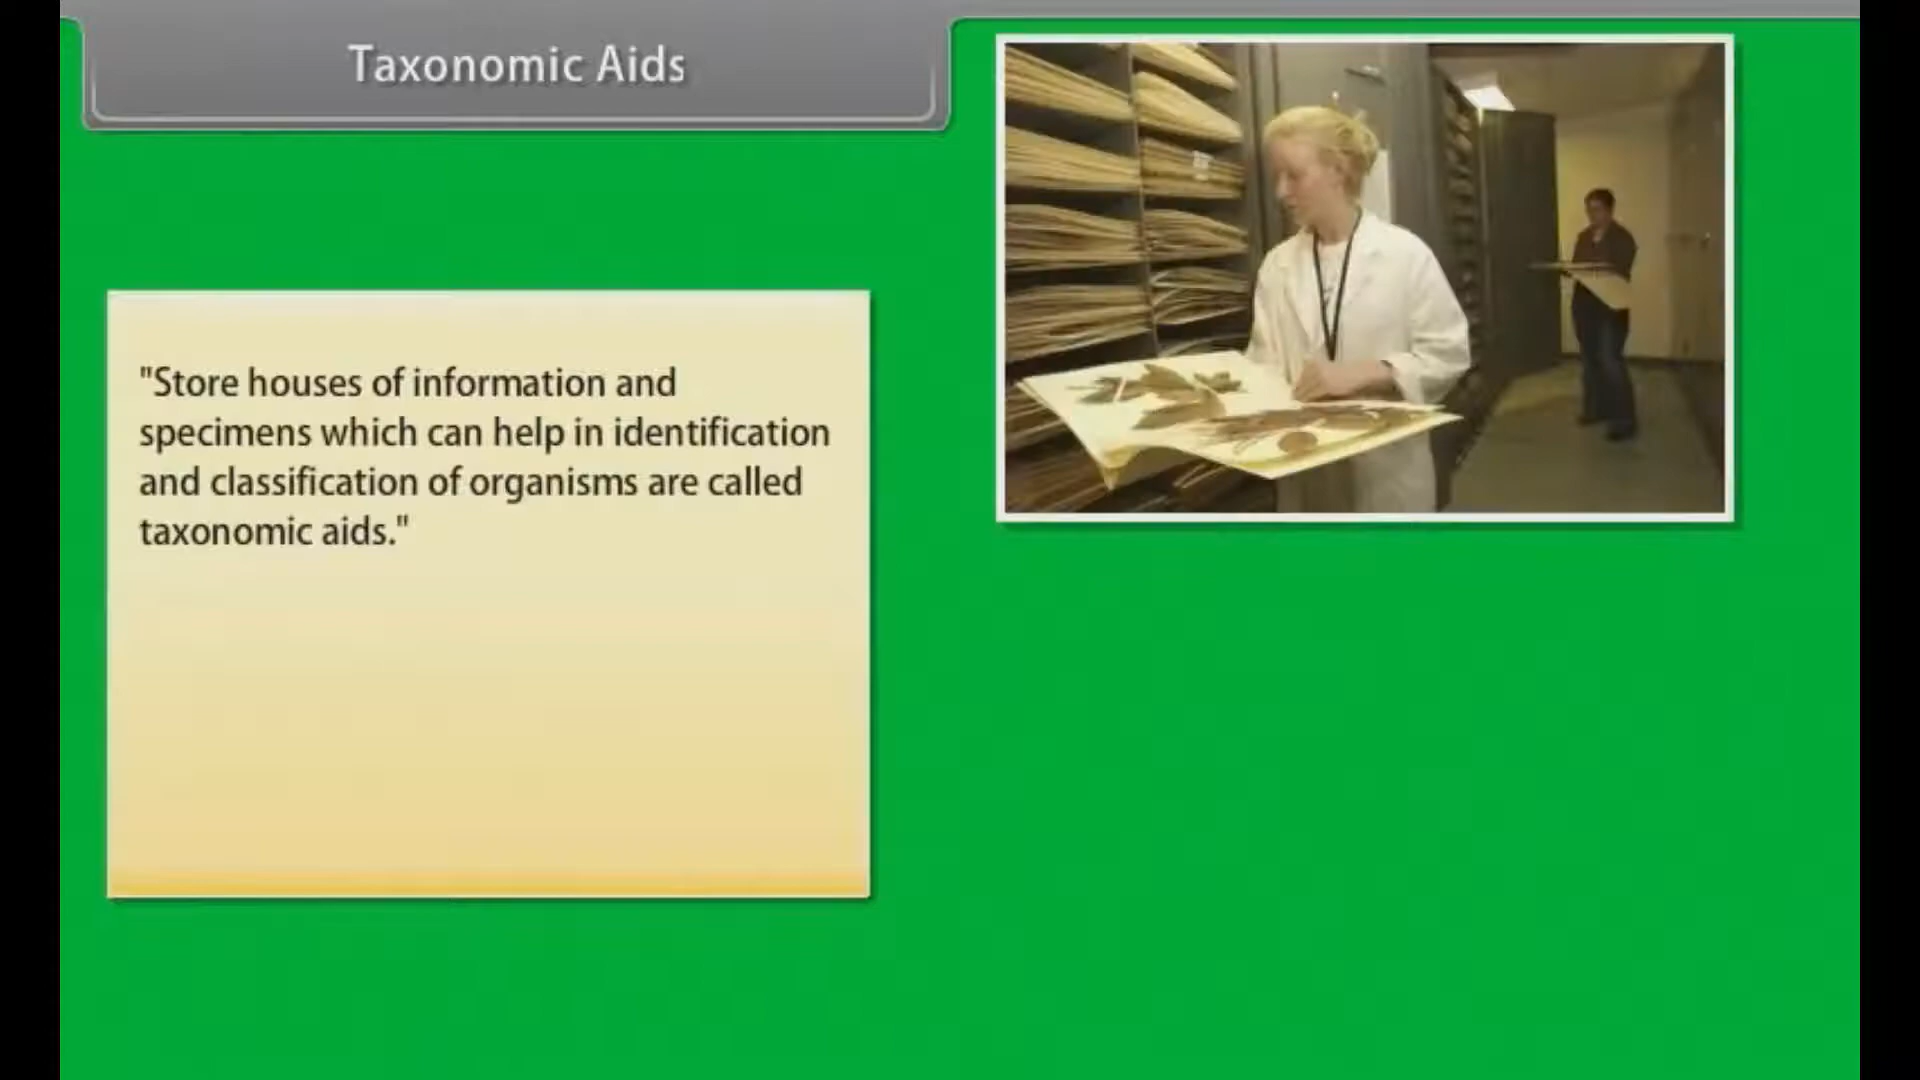 Taxonomic Aids
"Store houses of information and
specimens which can help in identification
and classification of organisms are called
taxonomic aids."